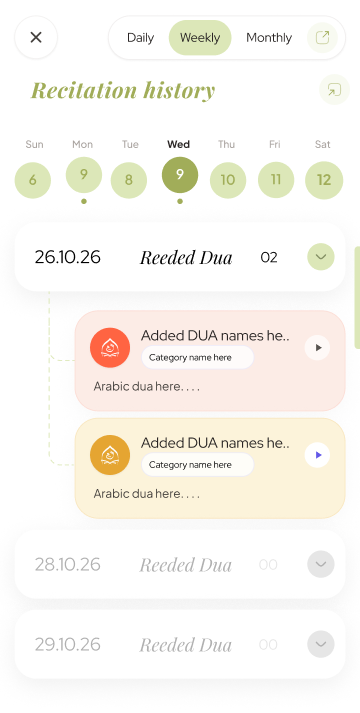 Daily Weekly Monthly
Recitation history
Sun Mon Tue Wed Thu Fri Sat
6 9 8 9 10 11 12
26.10.26 Reeded Dua 02
Added DUA names he..
Category name here
Arabic dua here. . . .
Added DUA names he..
Category name here
Arabic dua here. . . .
28.10.26 Reeded Dua 00
29.10.26 Reeded Dua 00